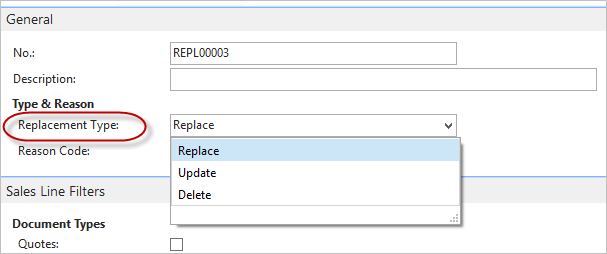 General
No.: REPL00003
Description:
Type & Reason
Replacement Type: Replace
Reason Code:
Replace
Update
Delete
Sales Line Filters
Document Types
Quotes: